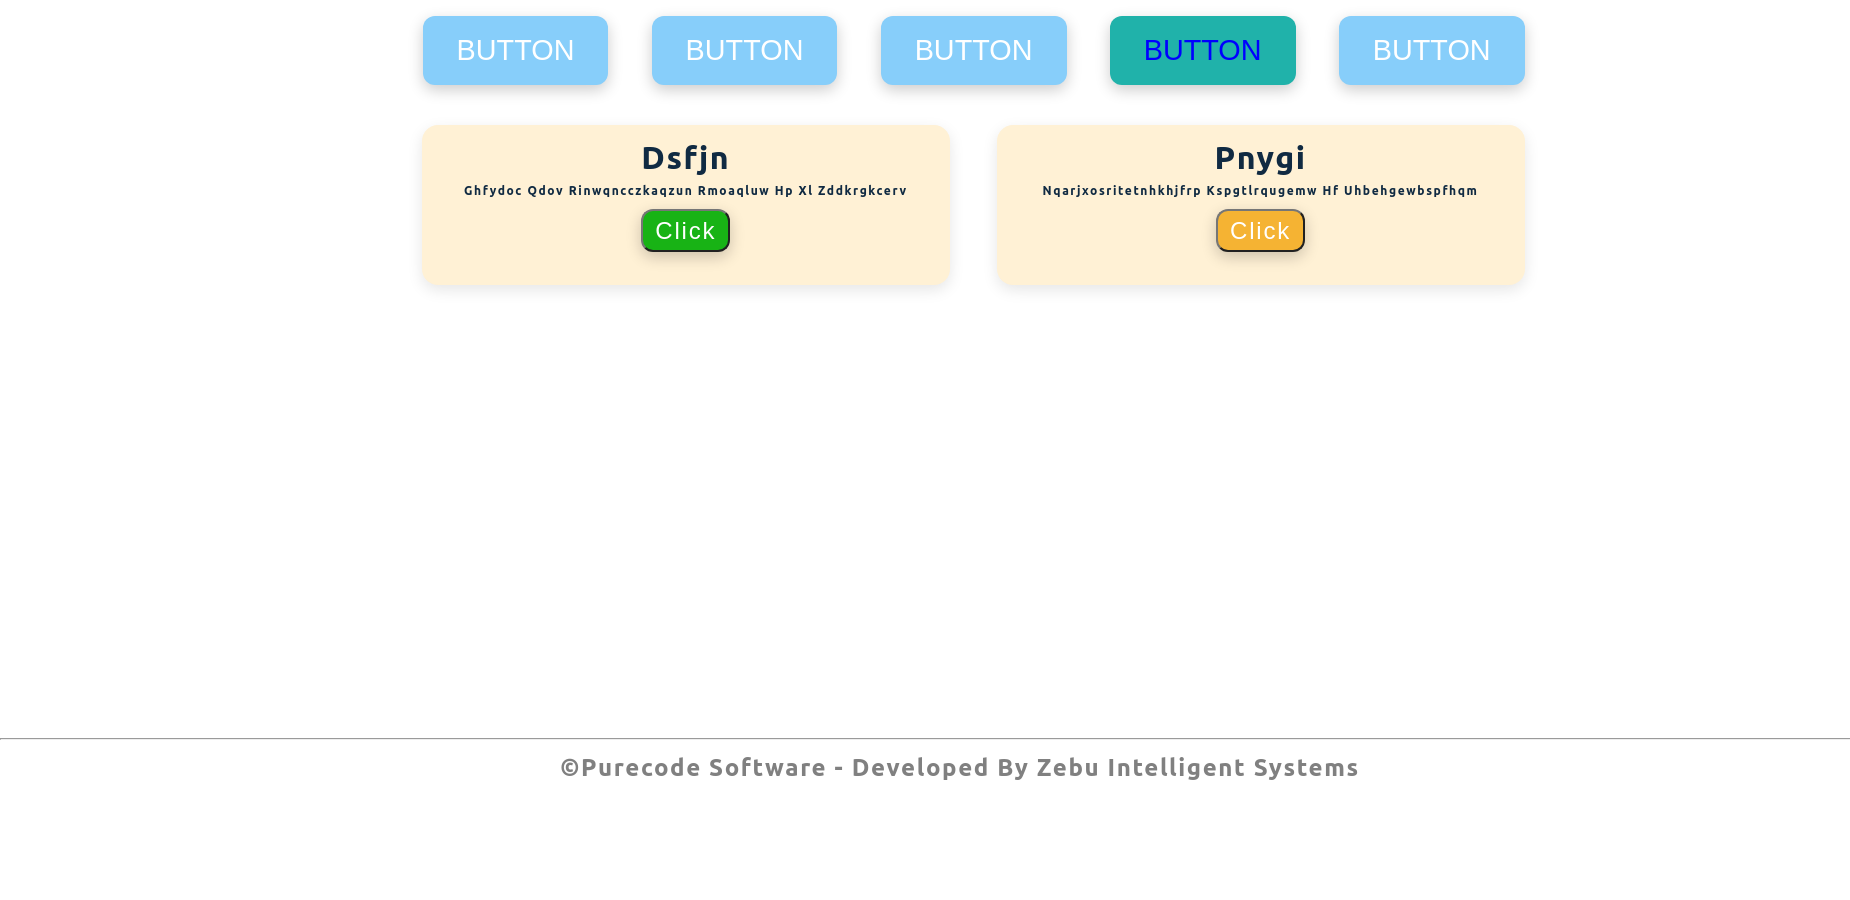 BUTTON BUTTON BUTTON BUTTON BUTTON
Dsfjn
Ghfydoc Qdov Rinwqncczkaqzun Rmoaqluw Hp Xl Zddkrgkcerv
Click
Pnygi
Nqarjxosritetnhkhjfrp Kspgtlrqugemw Hf Uhbehgewbspfhqm
Click
©Purecode Software - Developed By Zebu Intelligent Systems